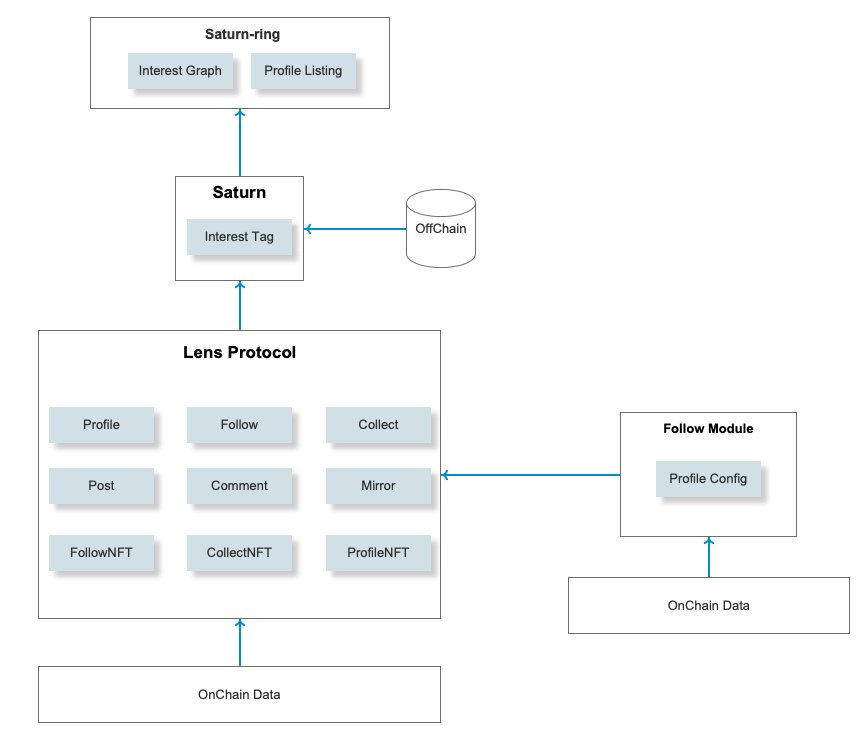 Saturn-ring
Interest Graph
Profile Listing
Saturn
Interest Tag
OffChain
Lens Protocol
Profile
Follow
Collect
Post
Comment
Mirror
FollowNFT
CollectNFT
ProfileNFT
Follow Module
Profile Config
OnChain Data
OnChain Data